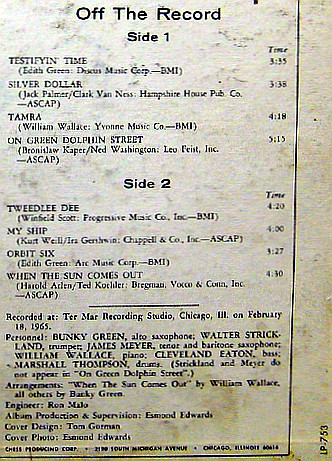 Off The Record
Side 1
Time
TESTIFYIN' TIME 3:35
(Edith Green: Discus Music Corp.—BMI)
SILVER DOLLAR 3:38
(Jack Palmer/Clark Van Ness: Hampshire House Pub. Co.
—ASCAP)
TAMRA 4:18
(William Wallace: Yvonne Music Co.—BMI)
ON GREEN DOLPHIN STREET 5:15
(Bronislaw Kaper/Ned Washington: Leo Feist, Inc.
—ASCAP)
Side 2
Time
TWEEDLEE DEE 4:20
(Winfield Scott: Progressive Music Co., Inc.—BMI)
MY SHIP 4:00
(Kurt Weill/Ira Gershwin: Chappell & Co., Inc.—ASCAP)
ORBIT SIX 3:27
(Edith Green: Arc Music Corp.—BMI)
WHEN THE SUN COMES OUT 4:30
(Harold Arlen/Ted Koehler: Bregman, Vocco & Conn, Inc.
—ASCAP)
Recorded at: Ter Mar Recording Studio, Chicago, Ill. on February
18, 1965.
Personnel: BUNKY GREEN, alto saxophone; WALTER STRICK-
LAND, trumpet; JAMES MEYER, tenor and baritone saxophone;
WILLIAM WALLACE, piano; CLEVELAND EATON, bass;
MARSHALL THOMPSON, drums. (Strickland and Meyer do
not appear in "On Green Dolphin Street".)
Arrangements: "When The Sun Comes Out" by William Wallace,
all others by Bunky Green.
Engineer: Ron Malo
Album Production & Supervision: Esmond Edwards
Cover Design: Tom Gorman
Cover Photo: Esmond Edwards
CHESS PRODUCING CORP. • 2120 SOUTH MICHIGAN AVENUE • CHICAGO, ILLINOIS 60616
LP-753